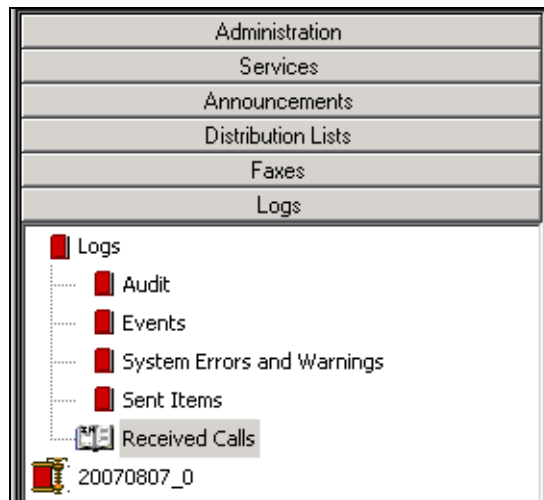 Administration
Services
Announcements
Distribution Lists
Faxes
Logs
Logs
Audit
Events
System Errors and Warnings
Sent Items
Received Calls
20070807_0